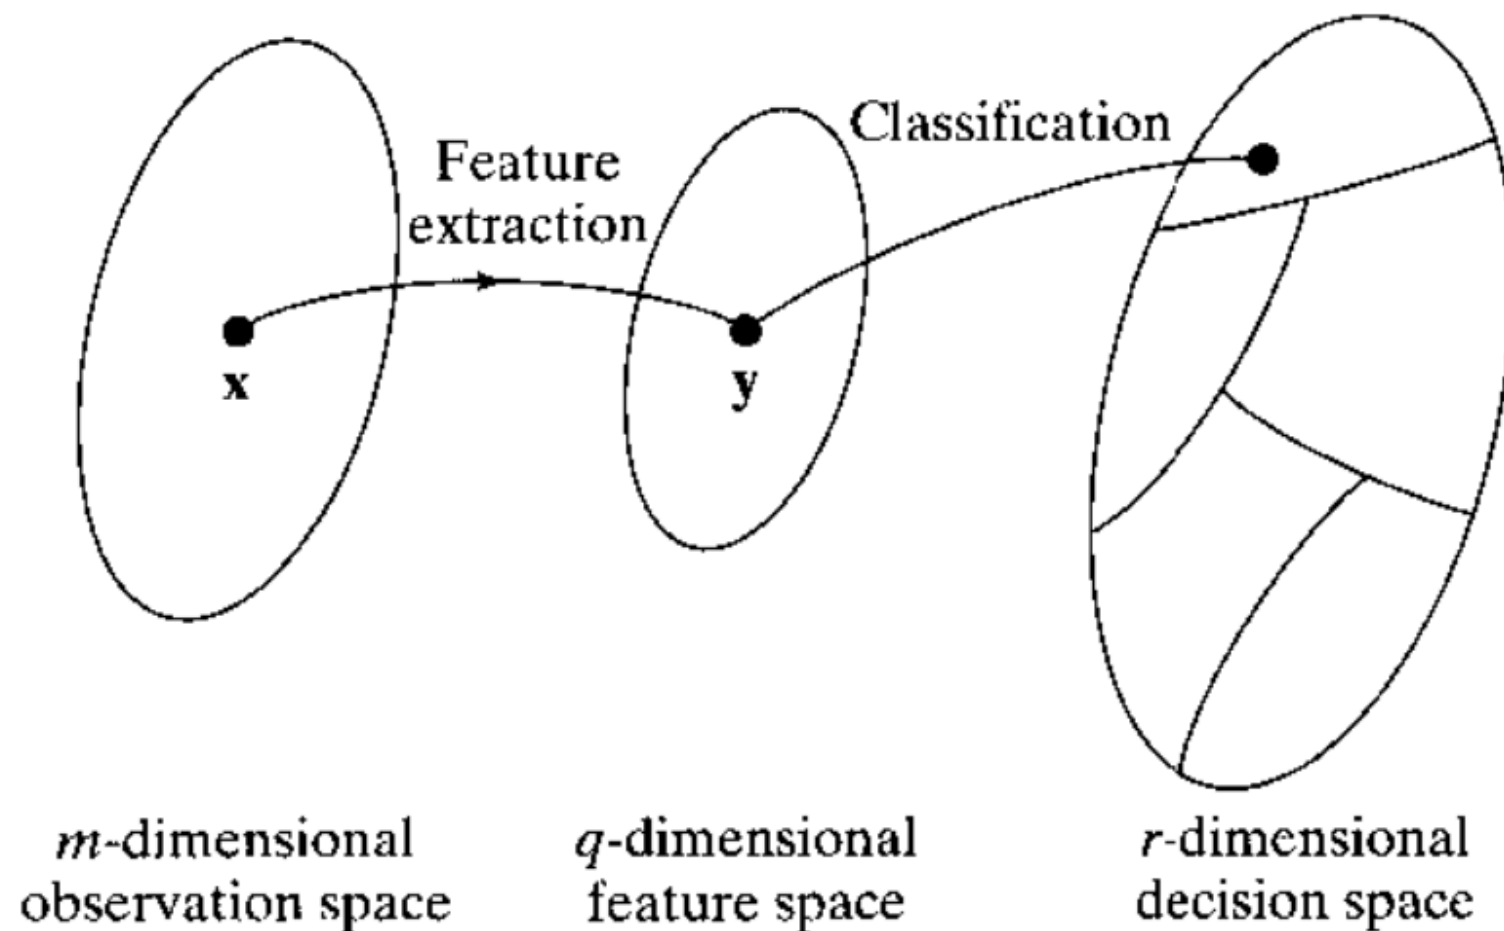 Classification
Feature
extraction
x
y
m-dimensional
observation space
q-dimensional
feature space
r-dimensional
decision space